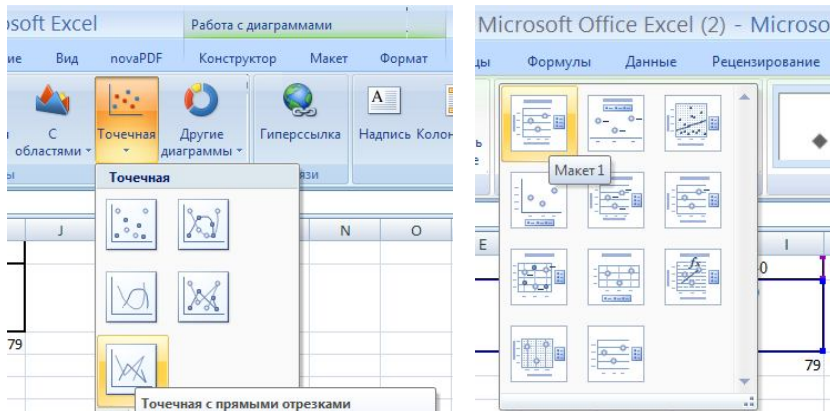 soft Excel
Работа с диаграммами
ие Вид novaPDF Конструктор Макет Формат
С областями
Точечная
Другие диаграммы
Гиперссылка
Надпись Колон
ы
язи
Точечная
J N O
79
Точечная с прямыми отрезками
Microsoft Office Excel (2) - Microso
цы Формулы Данные Рецензирование
ь
е
Макет 1
E I
0
79